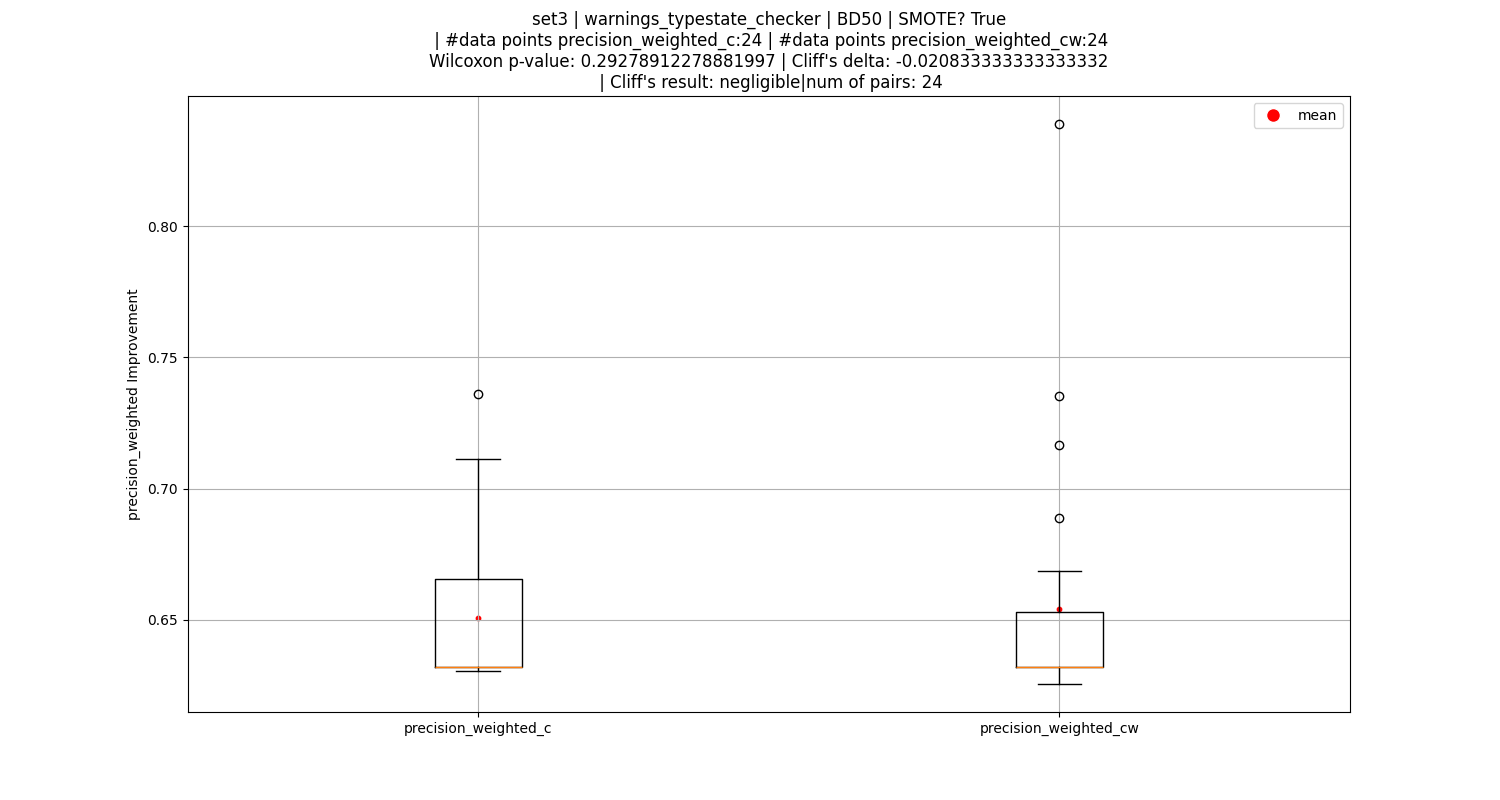 set3 | warnings_typestate_checker | BD50 | SMOTE? True
| #data points precision_weighted_c:24 | #data points precision_weighted_cw:24
Wilcoxon p-value: 0.29278912278881997 | Cliff's delta: -0.020833333333333332
| Cliff's result: negligible|num of pairs: 24
mean
precision_weighted Improvement
0.80
0.75
0.70
0.65
precision_weighted_c
precision_weighted_cw